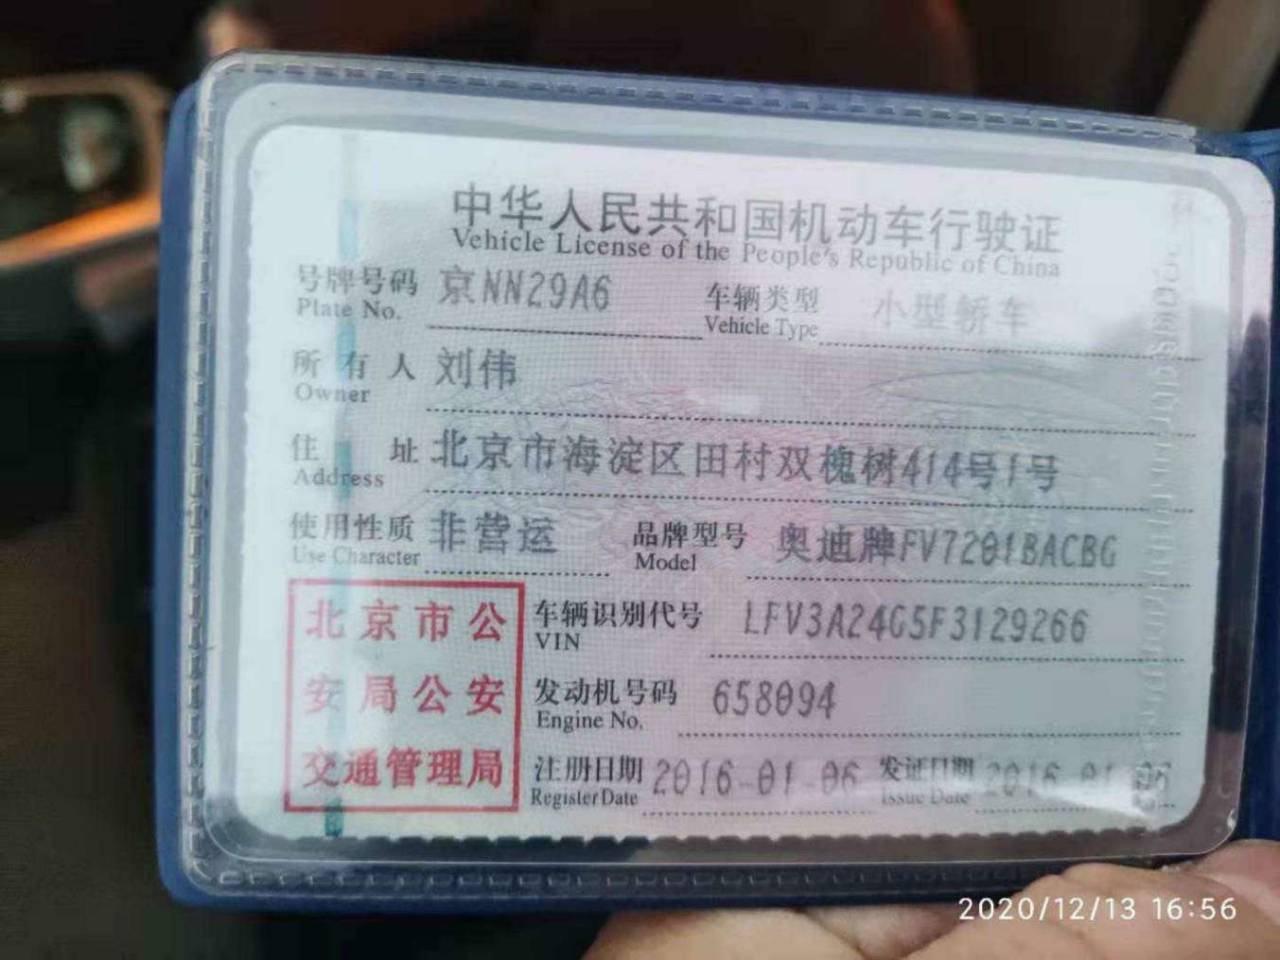 中华人民共和国机动车行驶证
Vehicle License of the People's Republic of China
号牌号码 京NN29A6 车辆类型 小型轿车
Plate No. Vehicle Type
所有人 刘伟
Owner
住址 北京市海淀区田村双槐树414号1号
Address
使用性质 非营运 品牌型号 奥迪牌FV7201BACBG
Use Character Model
北京市公
安局公安
交通管理局
车辆识别代号 LFV3A24G5F3129266
VIN
发动机号码 658094
Engine No.
注册日期 2016-01-06 发证日期 2016-01
Register Date Issue Date
2020/12/13 16:56